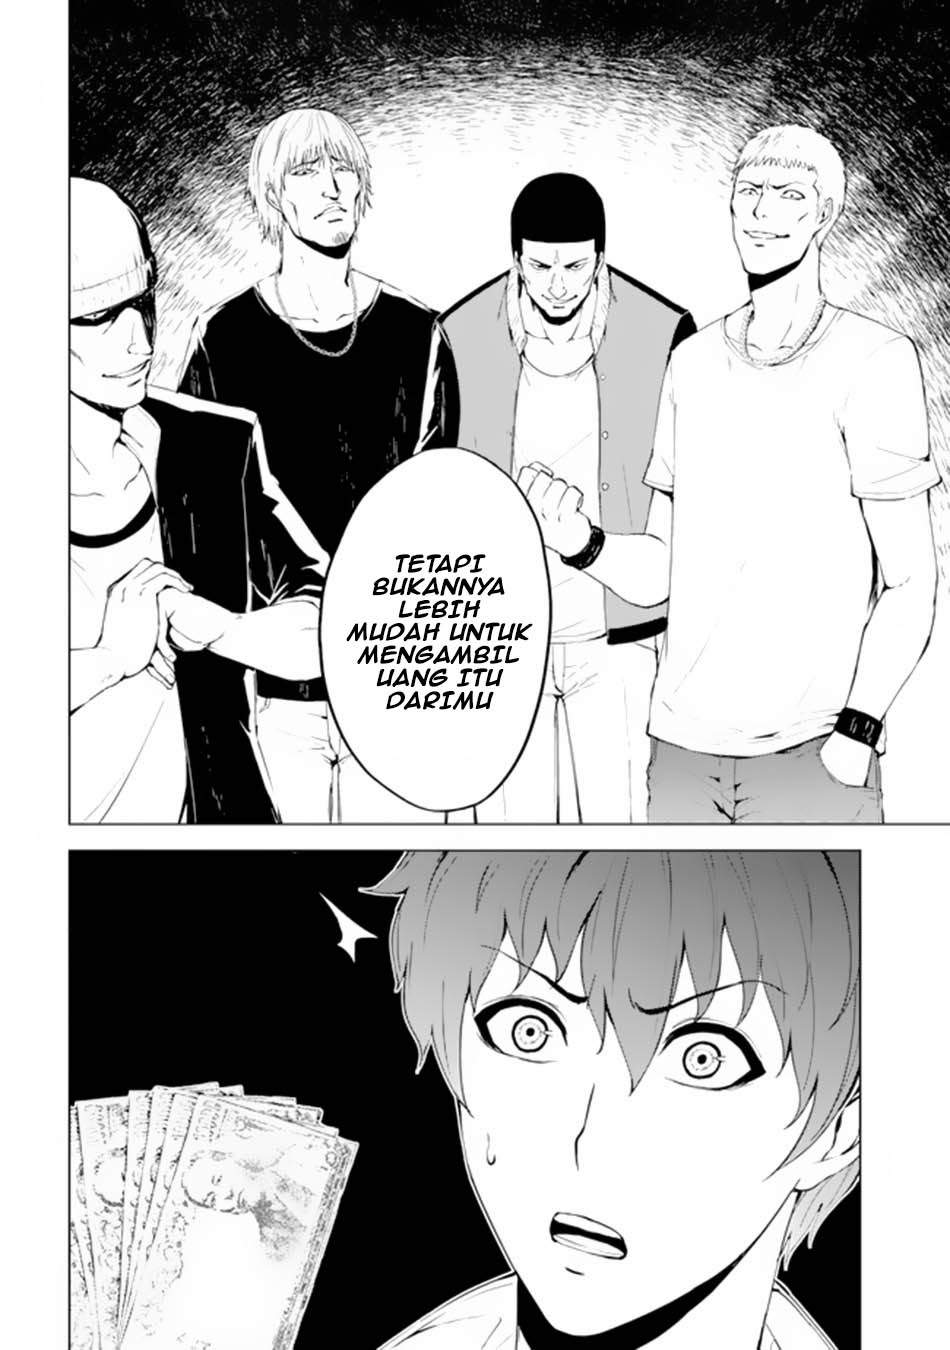 TETAPI
BUKANNYA
LEBIH
MUDAH UNTUK
MENGAMBIL
UANG ITU
DARIMU